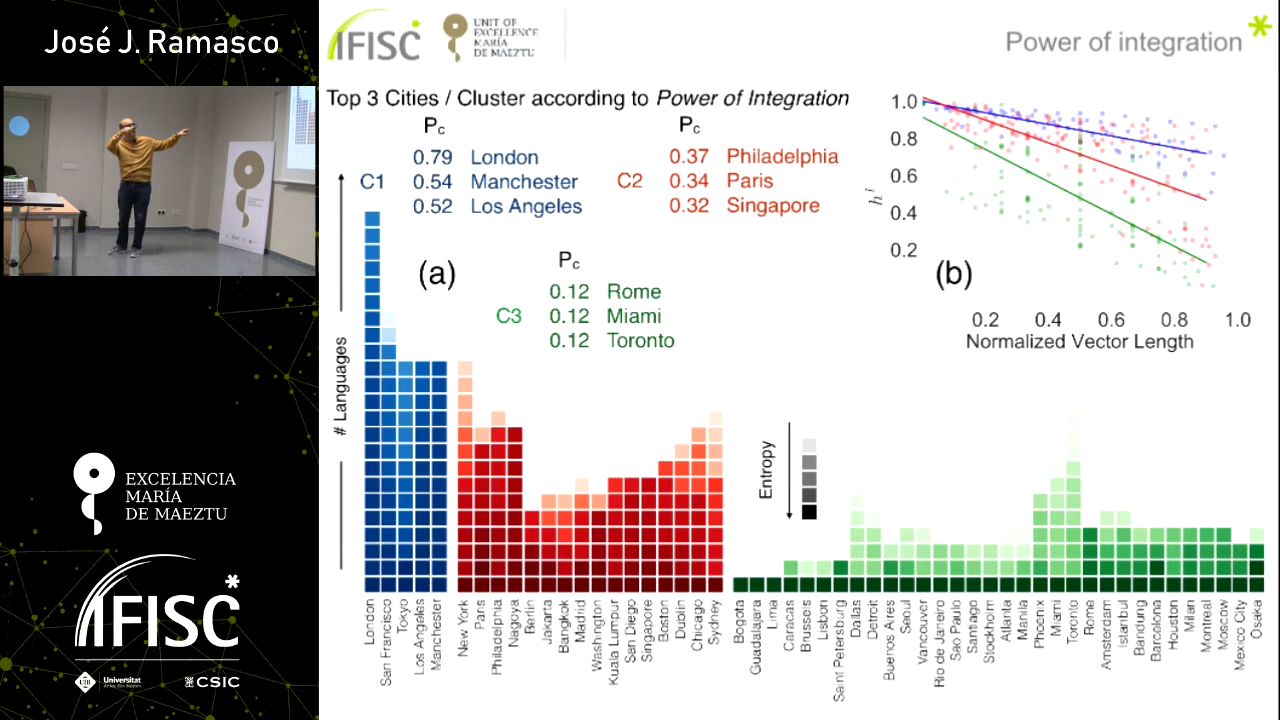 José J. Ramasco
IFISC
UNIT OF
EXCELLENCE
MARÍA
DE MAEZTU
Power of integration
Top 3 Cities / Cluster according to Power of Integration
Pc
C1
0.79 London
0.54 Manchester
0.52 Los Angeles
Pc
C2
0.37 Philadelphia
0.34 Paris
0.32 Singapore
Pc
C3
0.12 Rome
0.12 Miami
0.12 Toronto
(a)
# Languages
Entropy
London
San Francisco
Tokyo
Los Angeles
Manchester
New York
Paris
Philadelphia
Nagoya
Berlin
Jakarta
Bangkok
Madrid
Washington
Kuala Lumpur
San Diego
Singapore
Boston
Dublin
Chicago
Sydney
Bogota
Guadalajara
Lima
Caracas
Brussels
Lisbon
Saint Petersburg
Dallas
Detroit
Buenos Aires
Seoul
Vancouver
Rio de Janeiro
Sao Paulo
Santiago
Stockholm
Atlanta
Manila
Phoenix
Miami
Toronto
Rome
Amsterdam
Istanbul
Bandung
Barcelona
Houston
Milan
Montreal
Moscow
Mexico City
Osaka
(b)
hl
1.0
0.8
0.6
0.4
0.2
0.2 0.4 0.6 0.8 1.0
Normalized Vector Length
EXCELENCIA
MARÍA
DE MAEZTU
IFISC
Universitat
CSIC